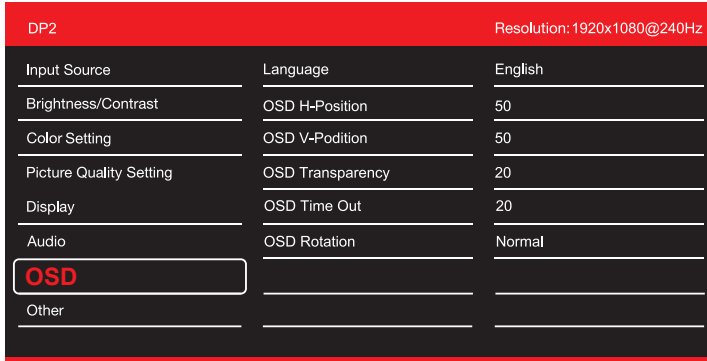 DP2 Resolution: 1920x1080@240Hz
Input Source Language English
Brightness/Contrast OSD H-Position 50
Color Setting OSD V-Podition 50
Picture Quality Setting OSD Transparency 20
Display OSD Time Out 20
Audio OSD Rotation Normal
OSD
Other